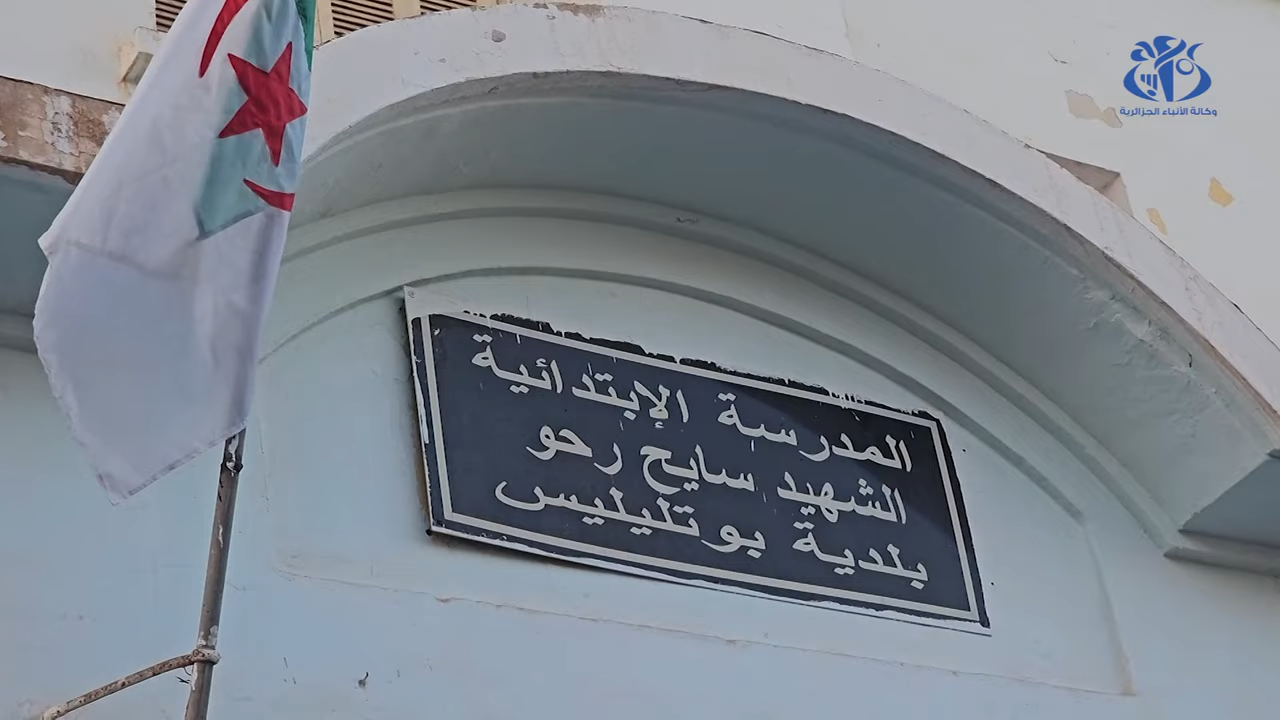 وكالة الأنباء الجزائرية
المدرسة الإبتدائية
الشهيد سايح رحو
بلدية بوتليليس